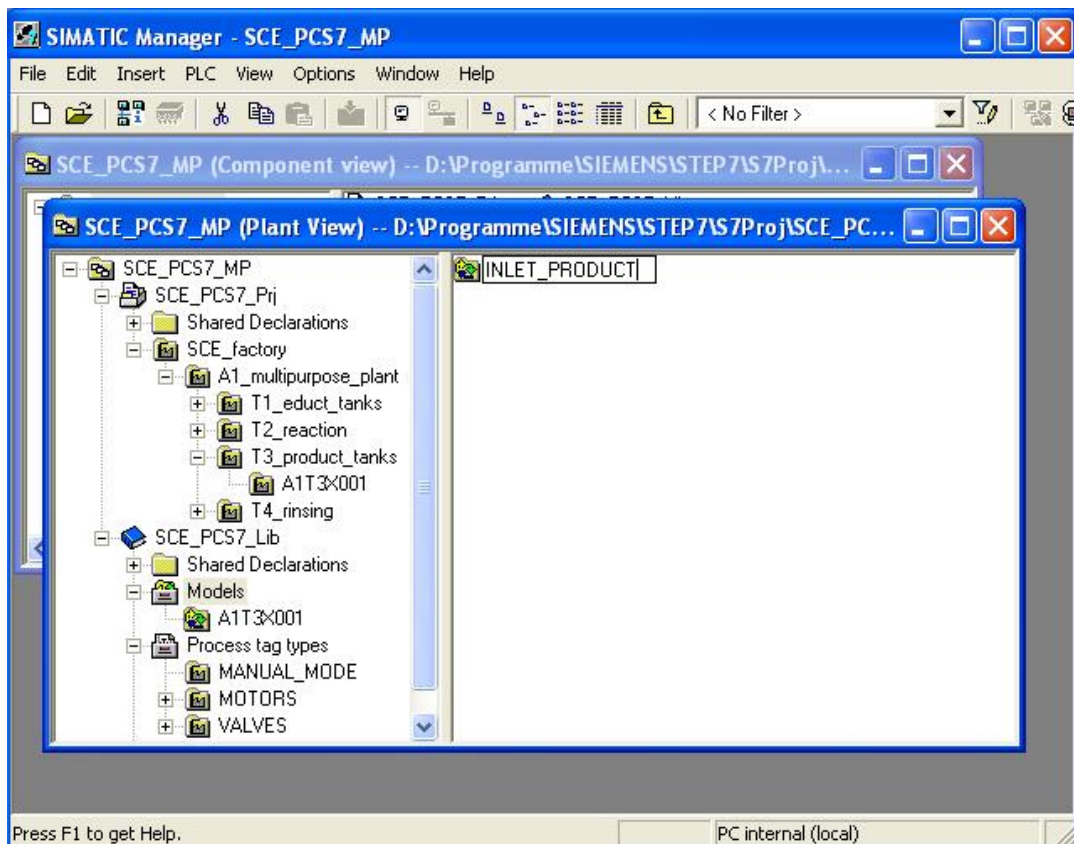 SIMATIC Manager - SCE_PCS7_MP
File Edit Insert PLC View Options Window Help
< No Filter >
SCE_PCS7_MP (Component view) -- D:\Programme\SIEMENS\STEP7\S7Proj\...
SCE_PCS7_MP (Plant View) -- D:\Programme\SIEMENS\STEP7\S7Proj\SCE_PC...
SCE_PCS7_MP
SCE_PCS7_Prj
Shared Declarations
SCE_factory
A1_multipurpose_plant
T1_educt_tanks
T2_reaction
T3_product_tanks
A1T3X001
T4_rinsing
SCE_PCS7_Lib
Shared Declarations
Models
A1T3X001
Process tag types
MANUAL_MODE
MOTORS
VALVES
INLET_PRODUCT
Press F1 to get Help.
PC internal (local)